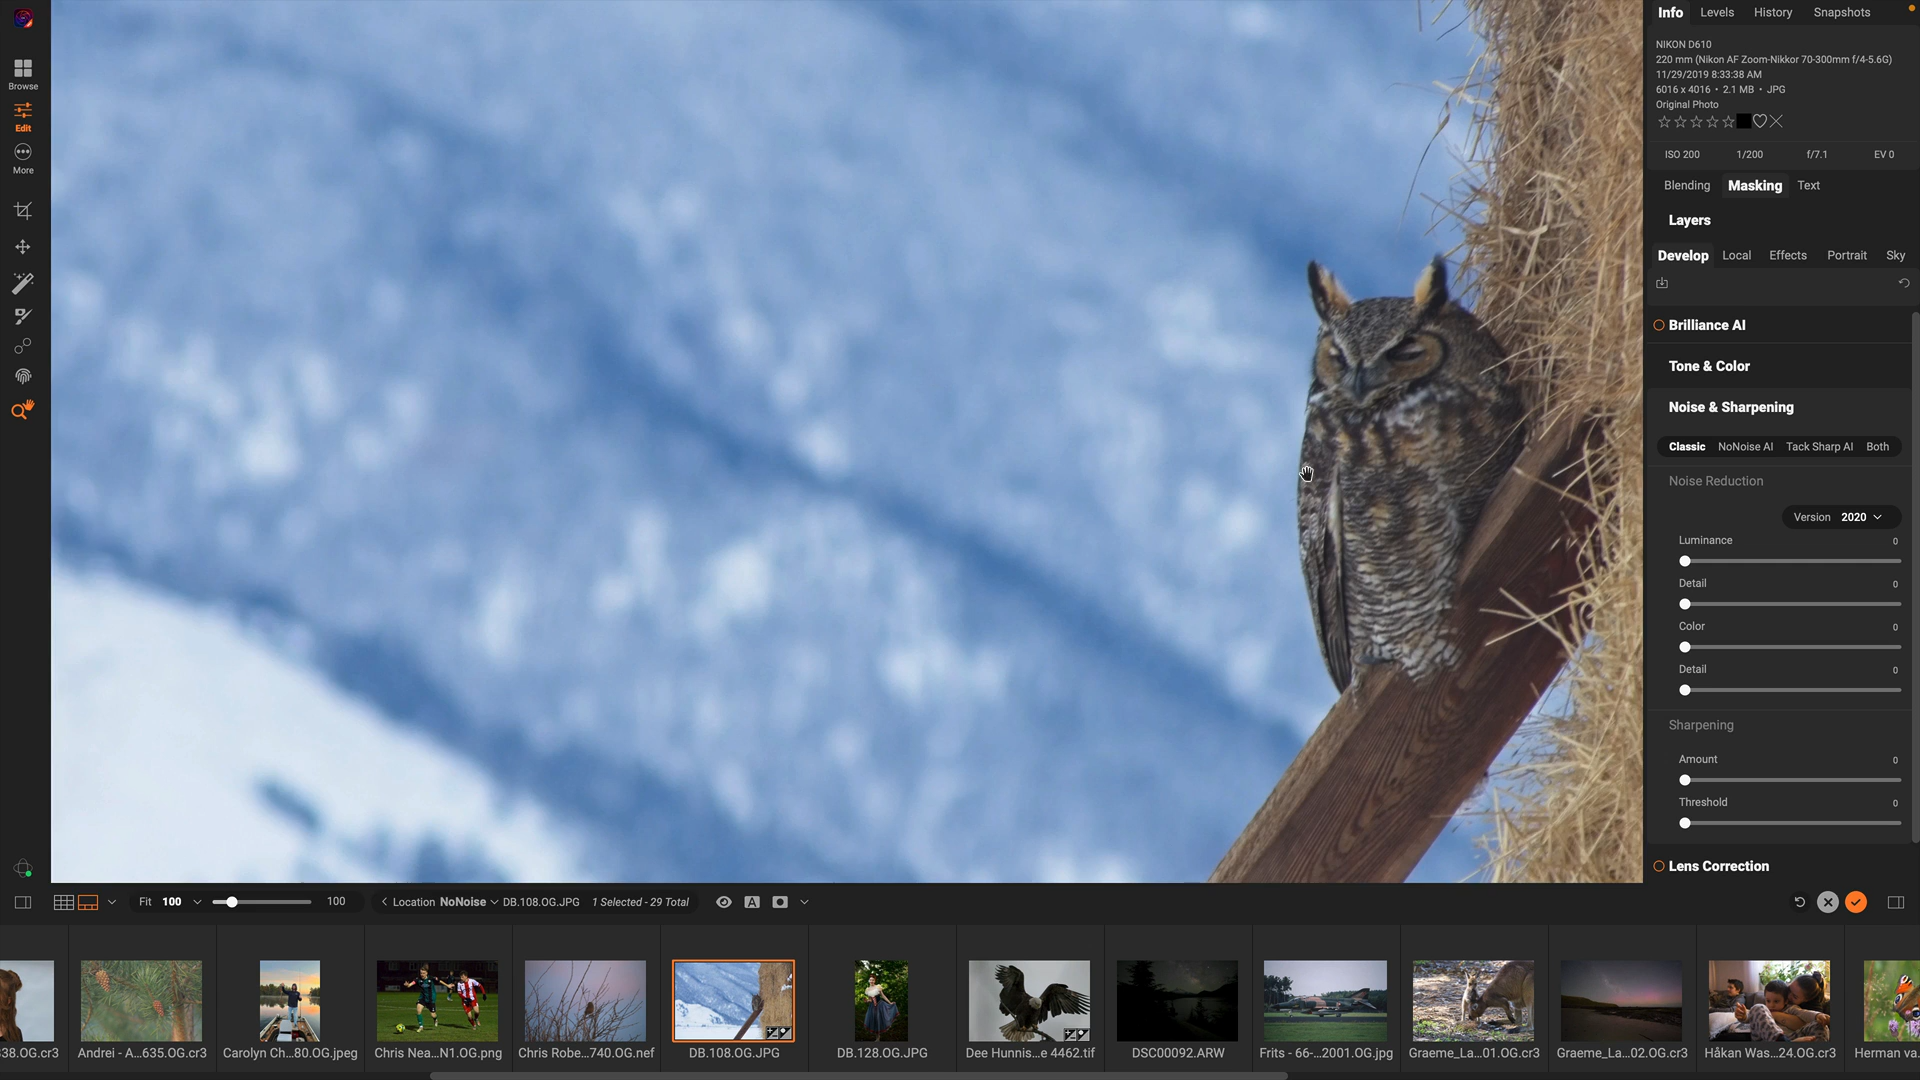 Browse
Edit
More
Info Levels History Snapshots
NIKON D610
220 mm (Nikon AF Zoom-Nikkor 70-300mm f/4-5.6G)
11/29/2019 8:33:38 AM
6016 x 4016 • 2.1 MB • JPG
Original Photo
ISO 200 1/200 f/7.1 EV 0
Blending Masking Text
Layers
Develop Local Effects Portrait Sky
Brilliance AI
Tone & Color
Noise & Sharpening
Classic NoNoise AI Tack Sharp AI Both
Noise Reduction
Version 2020
Luminance 0
Detail 0
Color 0
Detail 0
Sharpening
Amount 0
Threshold 0
Lens Correction
Fit 100 100 Location NoNoise DB.108.OG.JPG 1 Selected - 29 Total A
38.OG.cr3 Andrei - A...635.OG.cr3 Carolyn Ch...80.OG.jpeg Chris Nea...N1.OG.png Chris Robe...740.OG.nef DB.108.OG.JPG DB.128.OG.JPG Dee Hunnis...e 4462.tif DSC00092.ARW Frits - 66-...2001.OG.jpg Graeme_La...01.OG.cr3 Graeme_La...02.OG.cr3 Håkan Was...24.OG.cr3 Herman va.